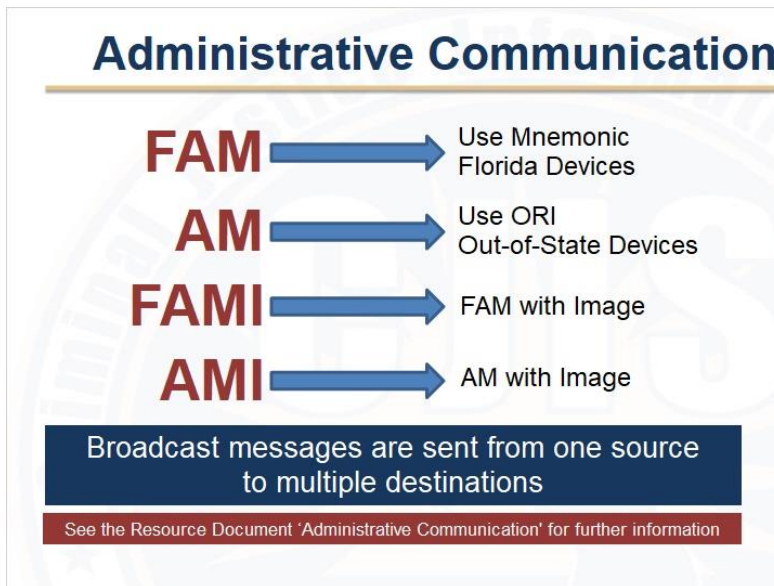 Administrative Communication
FAM
Use Mnemonic
Florida Devices
AM
Use ORI
Out-of-State Devices
FAMI
FAM with Image
AMI
AM with Image
Broadcast messages are sent from one source
to multiple destinations
See the Resource Document ‘Administrative Communication' for further information
CJIS